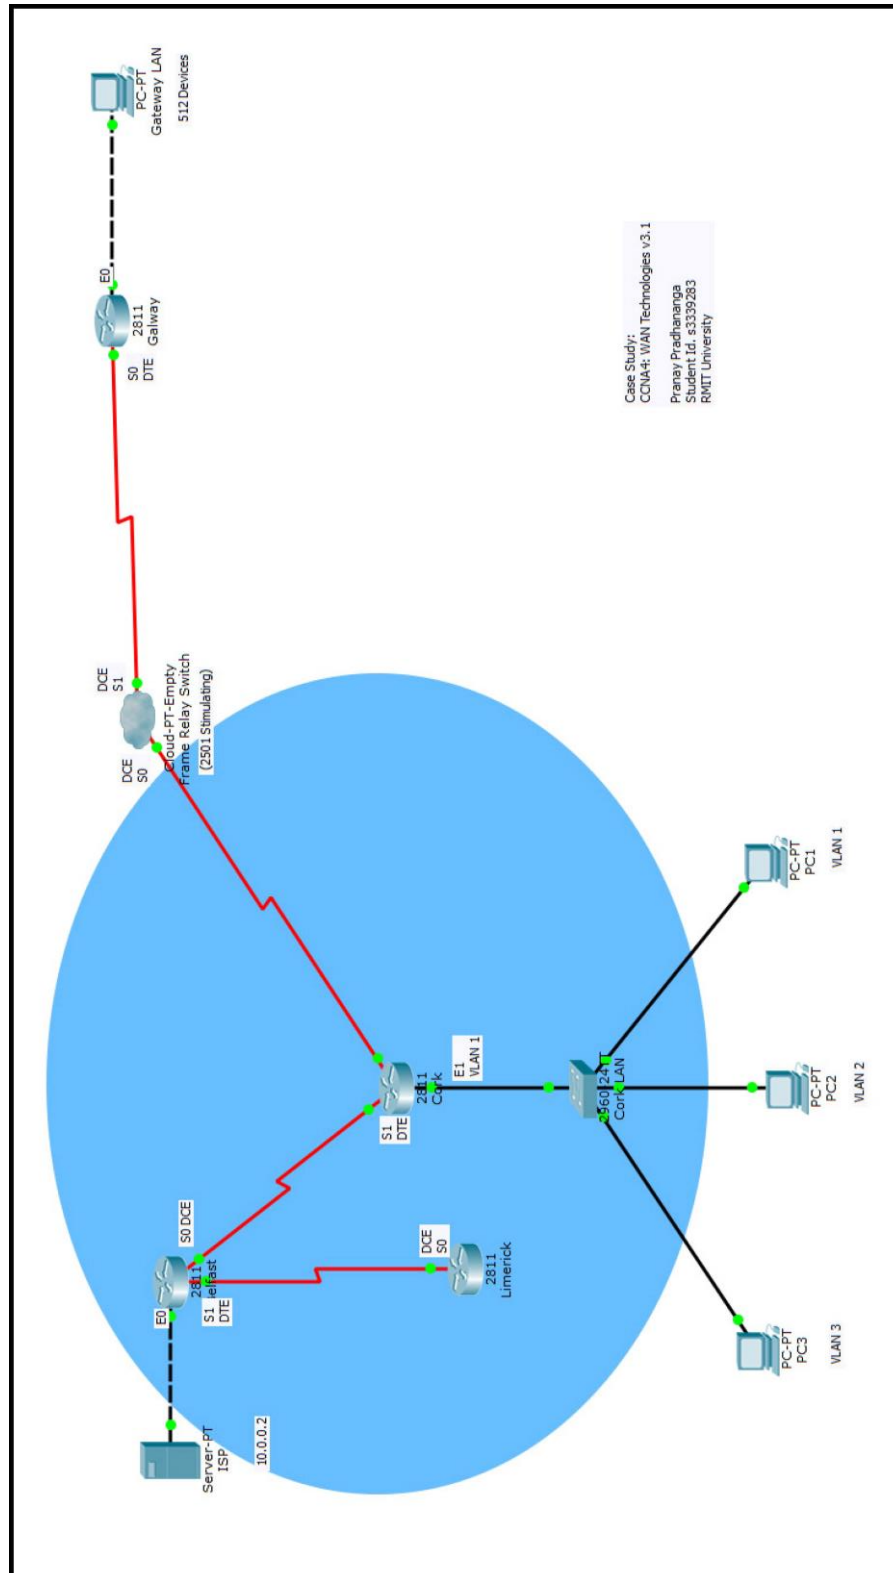 PC-PT
Gateway LAN
512 Devices
E0
2811
Galway
S0
DTE
Case Study:
CCNA4: WAN Technologies v3.1
Pranay Pradhananga
Student Id. s3339283
RMIT University
DCE
S1
DCE
S0
Cloud-PT-Empty
Frame Relay Switch
(2501 Stimulating)
PC-PT
PC1
VLAN 1
E1
VLAN 1
2811
Cork
S1
DTE
2960-24TT
Cork LAN
PC-PT
PC2
VLAN 2
S0 DCE
2811
Belfast
E0
S1
DTE
DCE
S0
2811
Limerick
PC-PT
PC3
VLAN 3
Server-PT
ISP
10.0.0.2